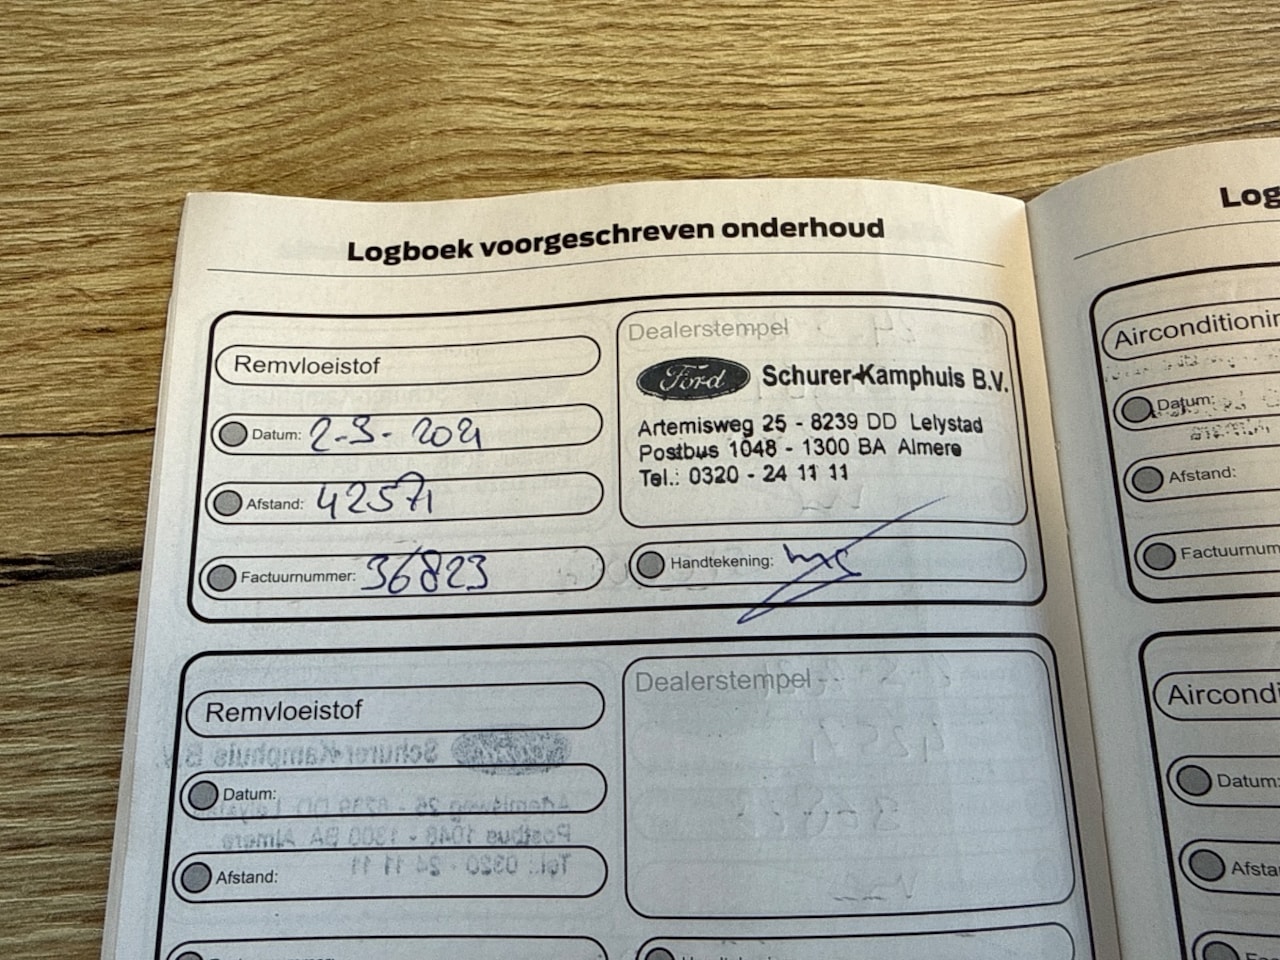 Logboek voorgeschreven onderhoud
Remvloeistof
Datum: 2-3-2021
Afstand: 42571
Factuurnummer: 36823
Dealerstempel
Ford Schurer-Kamphuis B.V.
Artemisweg 25 - 8239 DD Lelystad
Postbus 1048 - 1300 BA Almere
Tel.: 0320 - 24 11 11
Handtekening:
Remvloeistof
Datum:
Afstand:
Dealerstempel
Log
Airconditionin
Datum:
Afstand:
Factuurnum
Aircondi
Datum:
Afsta